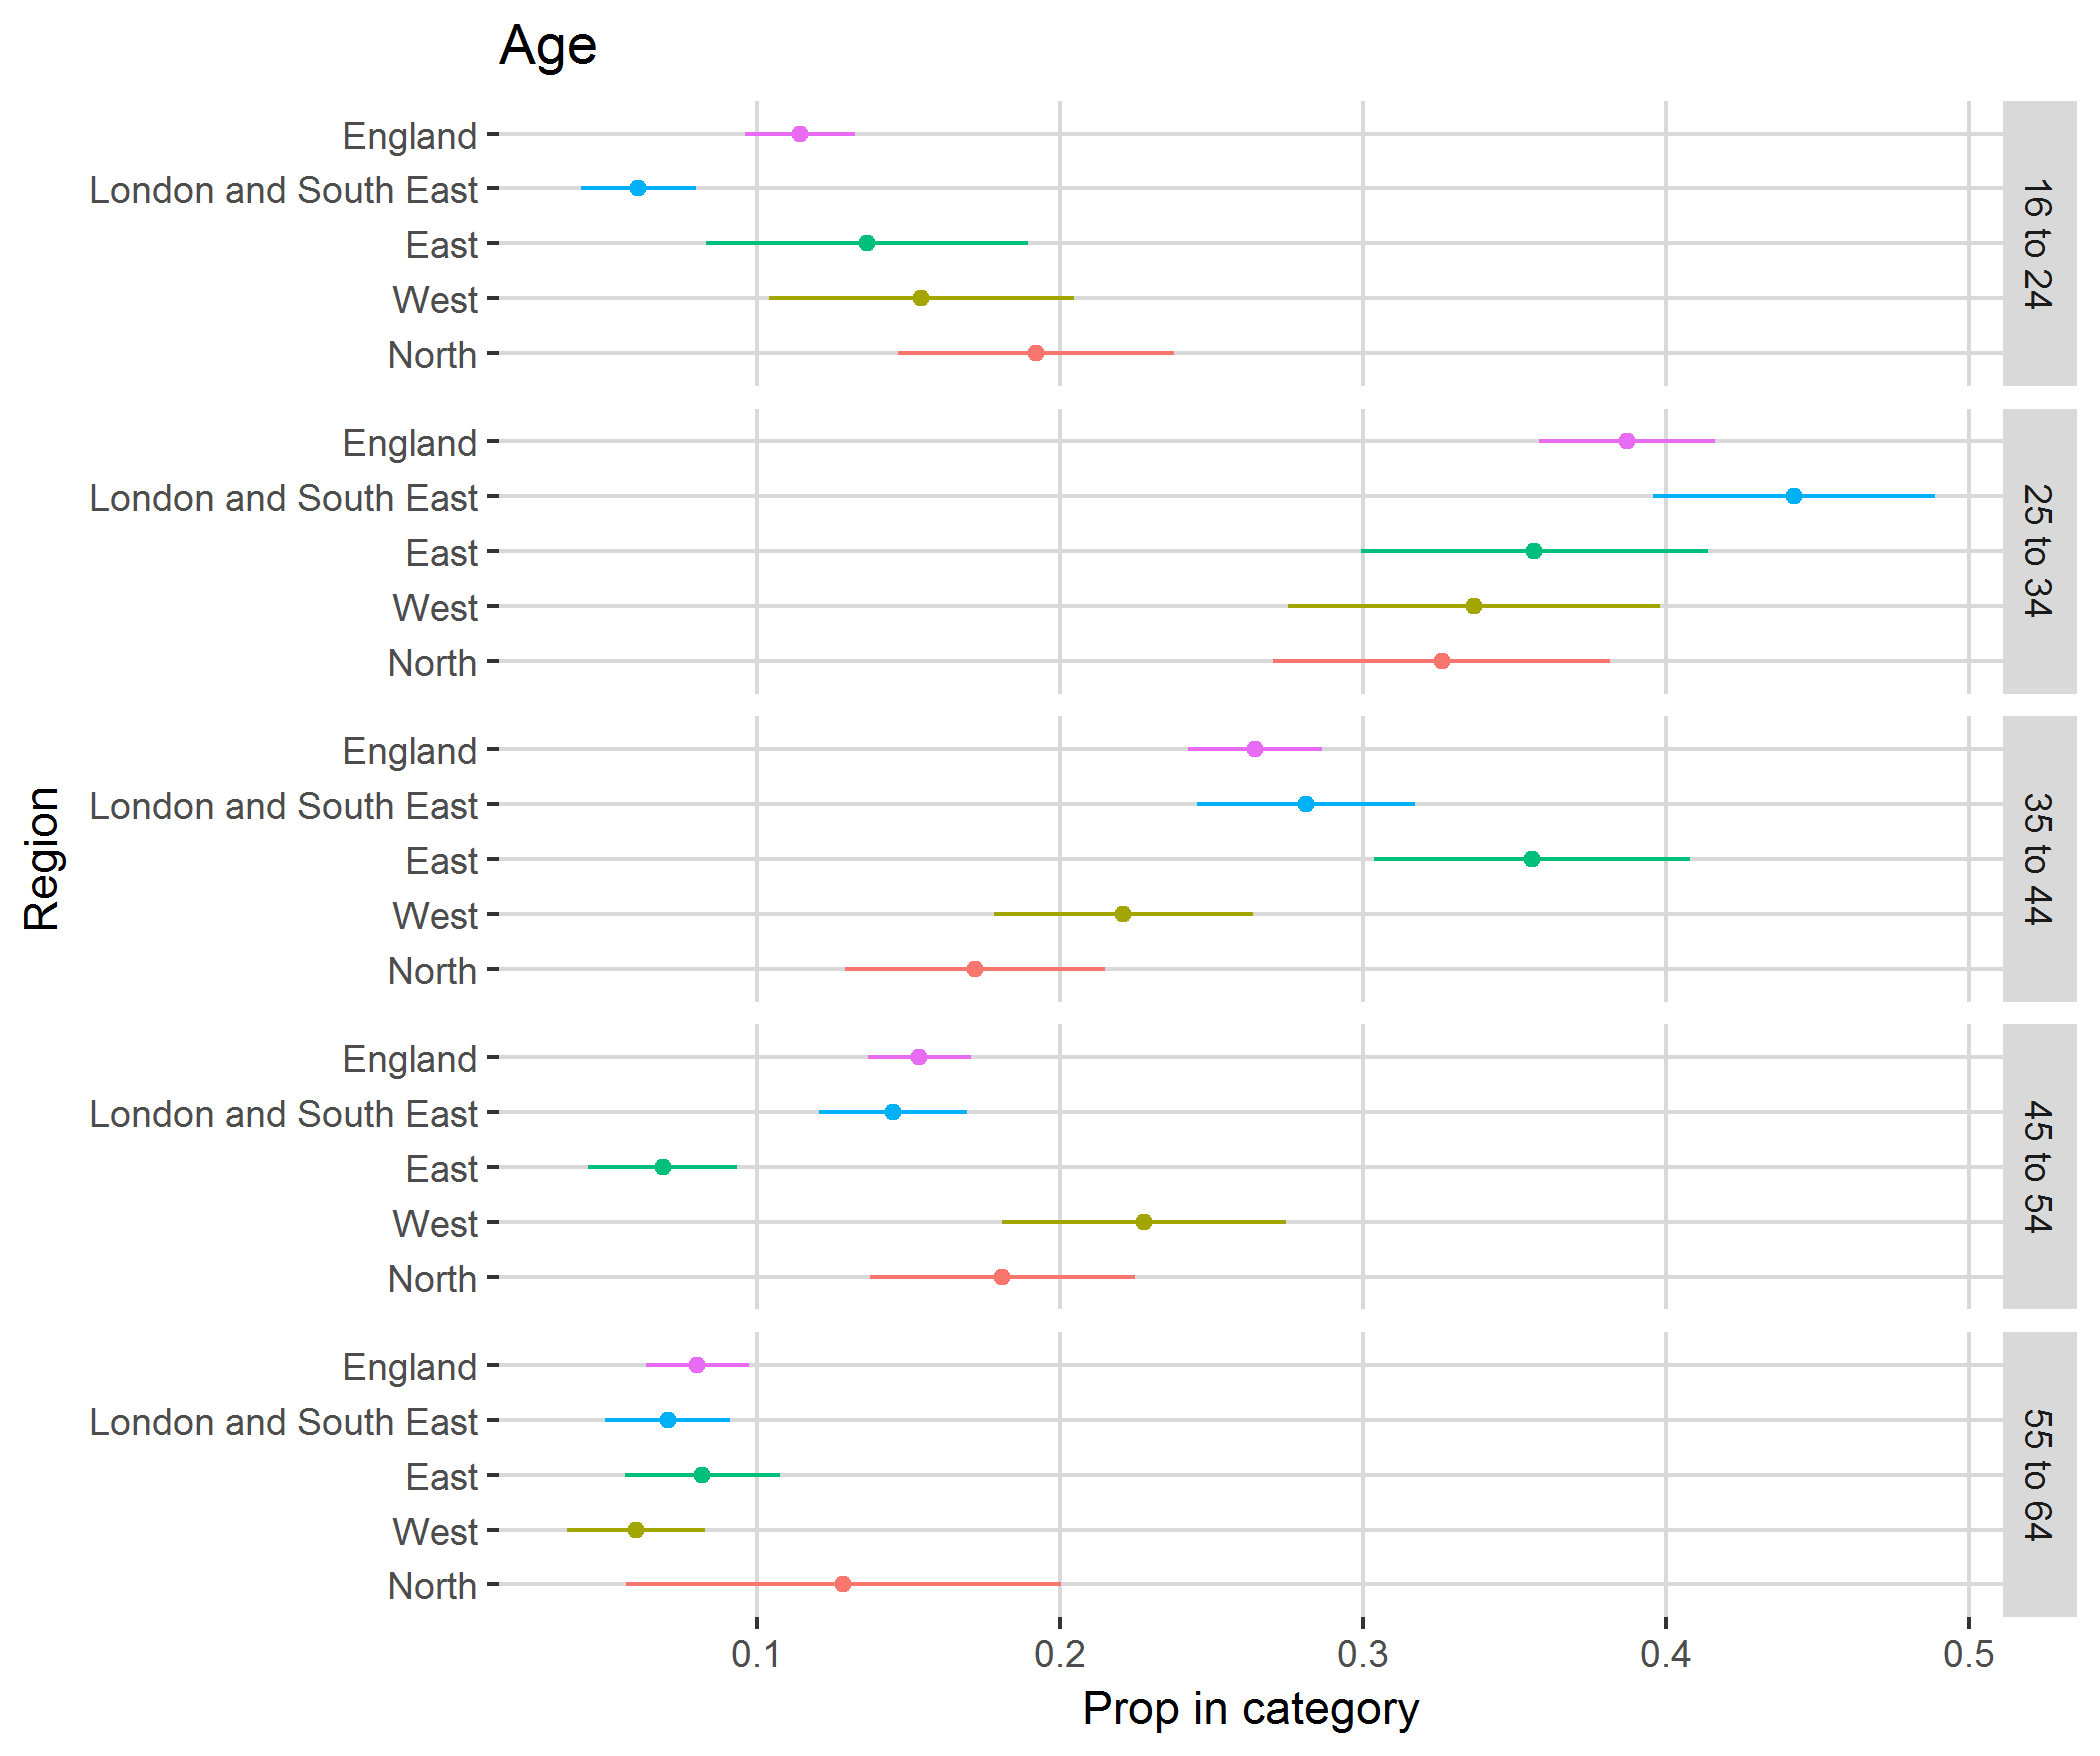 Age
England
London and South East
East
West
North
16 to 24
England
London and South East
East
West
North
25 to 34
England
London and South East
East
West
North
35 to 44
England
London and South East
East
West
North
45 to 54
England
London and South East
East
West
North
55 to 64
Region
0.1 0.2 0.3 0.4 0.5
Prop in category